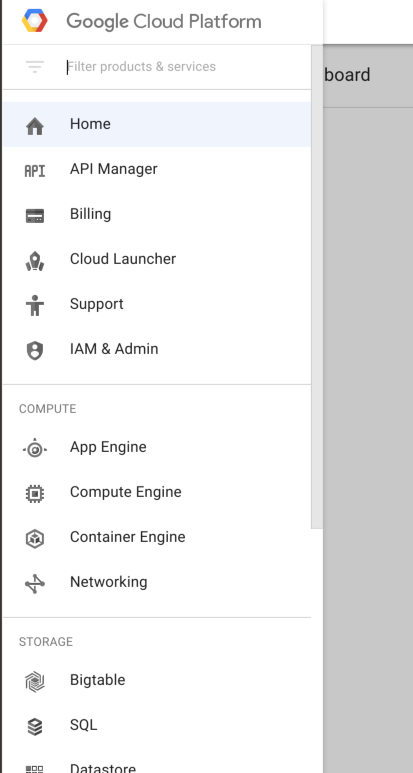 Google Cloud Platform
Filter products & services
board
Home
API API Manager
Billing
Cloud Launcher
Support
IAM & Admin
COMPUTE
App Engine
Compute Engine
Container Engine
Networking
STORAGE
Bigtable
SQL
Datastore